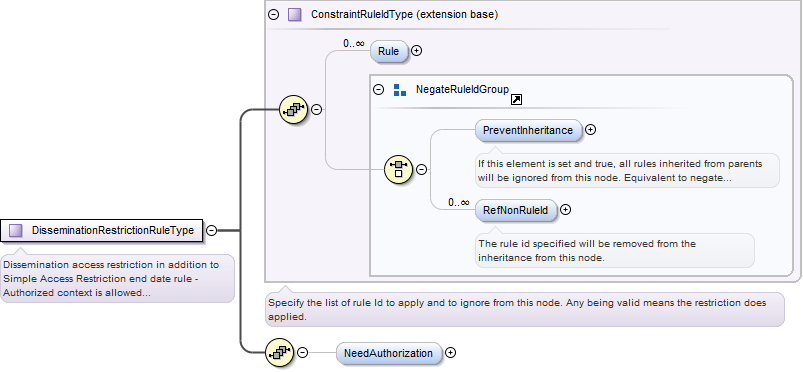 ConstraintRuleIdType (extension base)
0..∞
Rule
NegateRuleIdGroup
PreventInheritance
If this element is set and true, all rules inherited from parents
will be ignored from this node. Equivalent to negate...
0..∞
RefNonRuleId
The rule id specified will be removed from the
inheritance from this node.
DisseminationRestrictionRuleType
Dissemination access restriction in addition to
Simple Access Restriction end date rule -
Authorized context is allowed...
Specify the list of rule Id to apply and to ignore from this node. Any being valid means the restriction does
applied.
NeedAuthorization